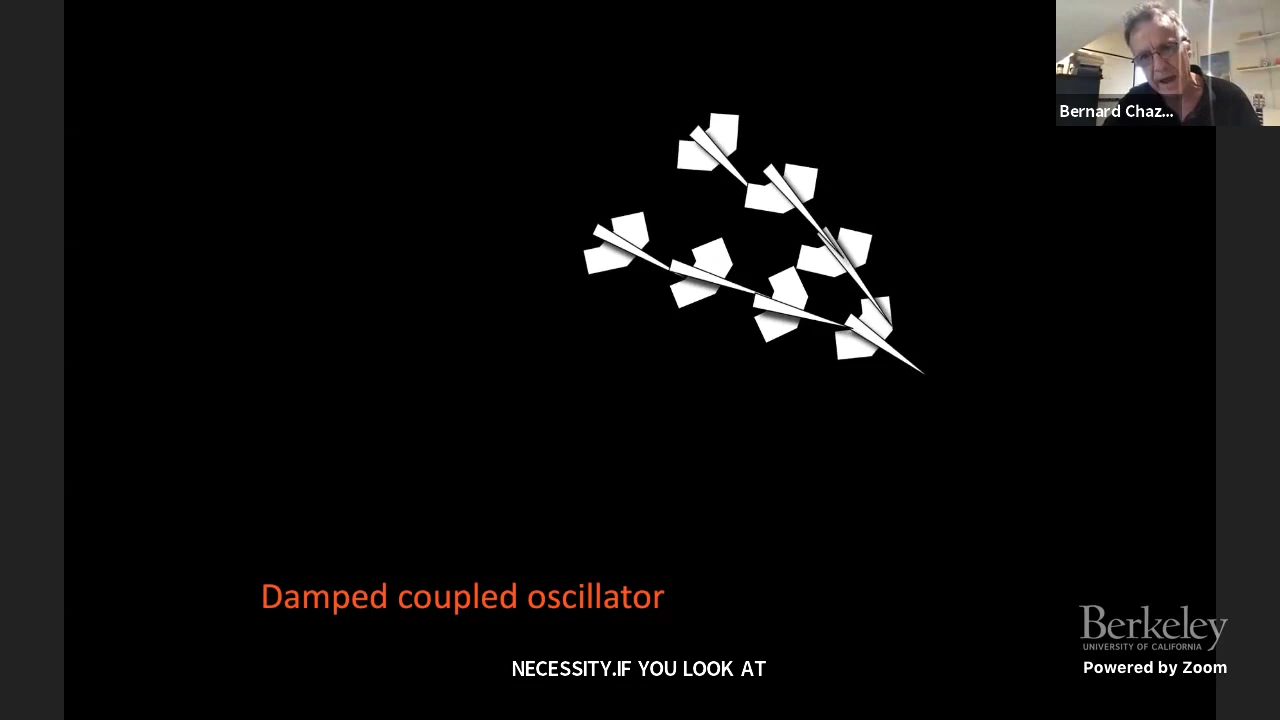 Bernard Chaz...
Damped coupled oscillator
NECESSITY.IF YOU LOOK AT
Berkeley
UNIVERSITY OF CALIFORNIA
Powered by Zoom